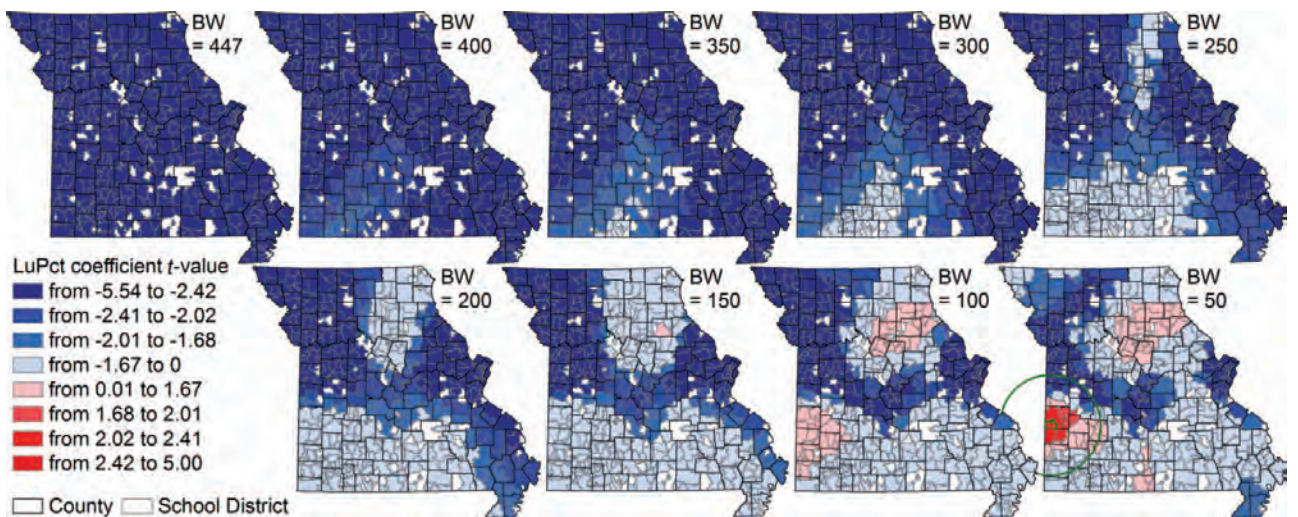 BW
= 447
BW
= 400
BW
= 350
BW
= 300
BW
= 250
LuPct coefficient t-value
from -5.54 to -2.42
from -2.41 to -2.02
from -2.01 to -1.68
from -1.67 to 0
from 0.01 to 1.67
from 1.68 to 2.01
from 2.02 to 2.41
from 2.42 to 5.00
County School District
BW
= 200
BW
= 150
BW
= 100
BW
= 50